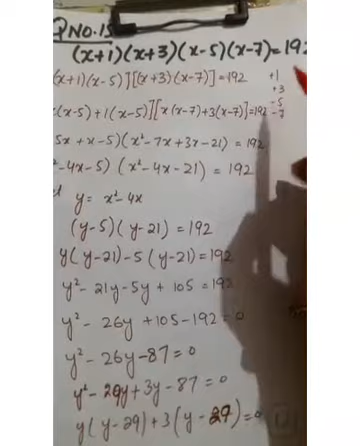 QNO.15
(x+1)(x+3)(x-5)(x-7)=192
(x+1)(x-5)][(x+3)(x-7)]=192
+1
+3
-5
-7
(x-5)+1(x-5)][x(x-7)+3(x-7)]=192
5x+x-5)(x²-7x+3x-21)=192
-4x-5)(x²-4x-21)=192
y=x²-4x
(y-5)(y-21)=192
y(y-21)-5(y-21)=192
y²-21y-5y+105=192
y²-26y+105-192=0
y²-26y-87=0
y²-29y+3y-87=0
y(y-29)+3(y-29)=0